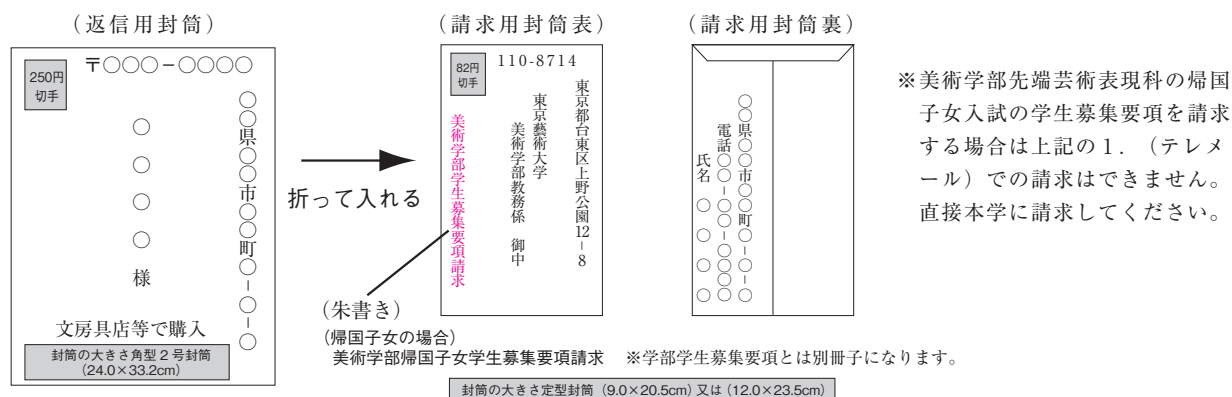 （返信用封筒）
250円
切手
〒○○○－○○○○
○○県○○市○○町○－○－○
○○○○様
文房具店等で購入
封筒の大きさ角型２号封筒
（24.0×33.2cm）
折って入れる
（請求用封筒表）
82円
切手
110-8714
東京都台東区上野公園12－8
東京藝術大学
美術学部教務係　御中
美術学部学生募集要項請求
（朱書き）
（帰国子女の場合）
美術学部帰国子女学生募集要項請求　※学部学生募集要項とは別冊子になります。
封筒の大きさ定型封筒（9.0×20.5cm）又は（12.0×23.5cm）
（請求用封筒裏）
○○県○○市○○町○－○－○
電話○○－○○○－○○○○
氏名　○　○　○　○
※美術学部先端芸術表現科の帰国
子女入試の学生募集要項を請求
する場合は上記の１．（テレメ
ール）での請求はできません。
直接本学に請求してください。